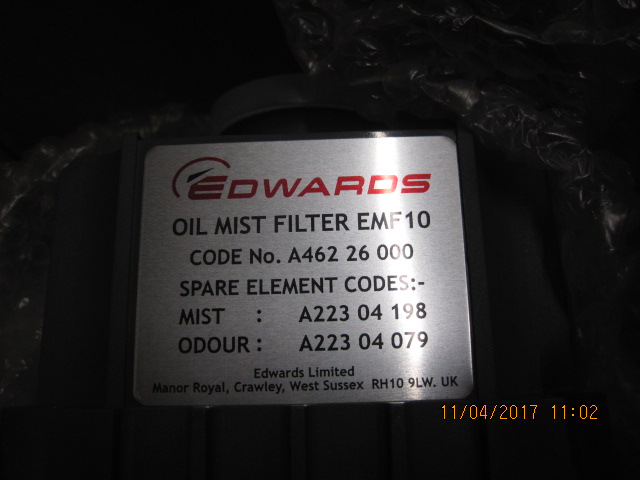 EDWARDS
OIL MIST FILTER EMF10
CODE No. A462 26 000
SPARE ELEMENT CODES:-
MIST : A223 04 198
ODOUR : A223 04 079
Edwards Limited
Manor Royal, Crawley, West Sussex RH10 9LW. UK
11/04/2017 11:02